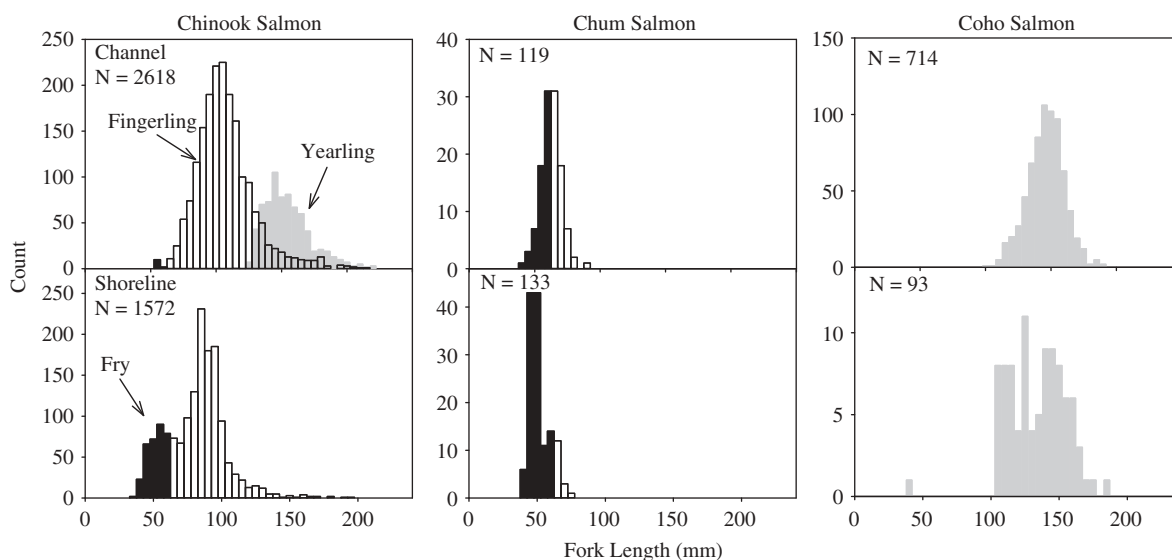 Chinook Salmon
Chum Salmon
Coho Salmon
250
200
150
100
50
0
Channel
N = 2618
Fingerling
Yearling
40
30
20
10
0
N = 119
150
100
50
0
N = 714
Count
250
200
150
100
50
0
Shoreline
N = 1572
Fry
40
30
20
10
0
N = 133
10
5
0
N = 93
0 50 100 150 200
0 50 100 150 200
0 50 100 150 200
Fork Length (mm)